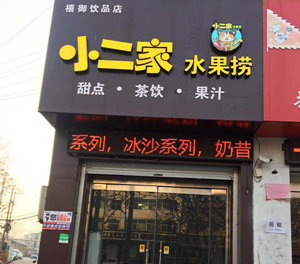 禧御饮品店
小二家 水果捞
小二家
甜点·茶饮·果汁
系列，冰沙系列，奶昔